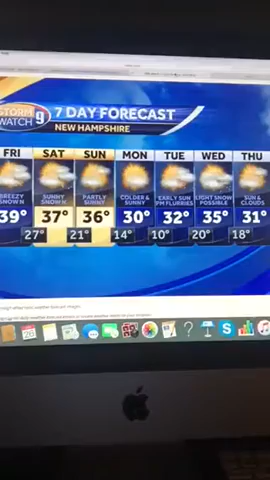 STORM
WATCH 9
7 DAY FORECAST
NEW HAMPSHIRE
FRI SAT SUN MON TUE WED THU
BREEZY SNOW N
SUNNY SNOW N
PARTLY SUNNY
COLDER & SUNNY
EARLY SUN PM FLURRIES
LIGHT SNOW POSSIBLE
SUN & CLOUDS
39° 37° 36° 30° 32° 35° 31°
27° 21° 14° 10° 20° 18°